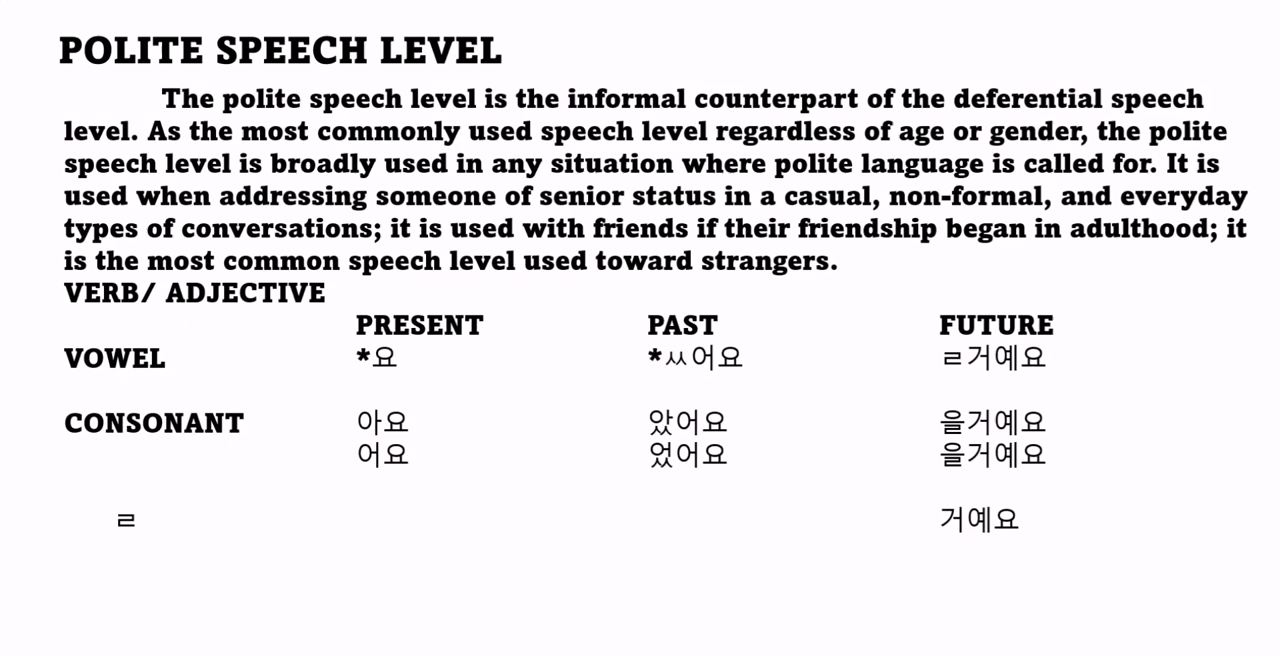 POLITE SPEECH LEVEL
The polite speech level is the informal counterpart of the deferential speech
level. As the most commonly used speech level regardless of age or gender, the polite
speech level is broadly used in any situation where polite language is called for. It is
used when addressing someone of senior status in a casual, non-formal, and everyday
types of conversations; it is used with friends if their friendship began in adulthood; it
is the most common speech level used toward strangers.
VERB/ ADJECTIVE
PRESENT PAST FUTURE
VOWEL *요 *ㅆ어요 ㄹ거예요
CONSONANT 아요 았어요 을거예요
어요 었어요 을거예요
ㄹ 거예요